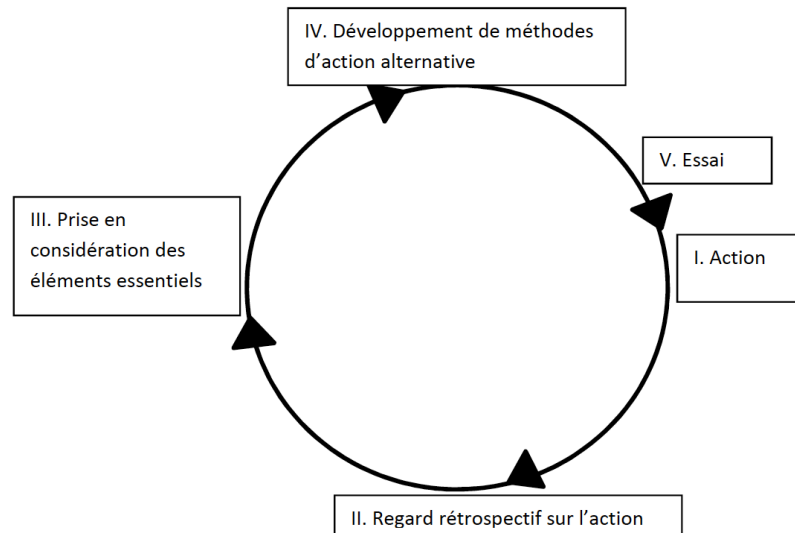 IV. Développement de méthodes
d’action alternative
V. Essai
III. Prise en
considération des
éléments essentiels
I. Action
II. Regard rétrospectif sur l’action